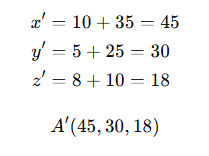 x′ = 10 + 35 = 45
y′ = 5 + 25 = 30
z′ = 8 + 10 = 18
A′(45, 30, 18)